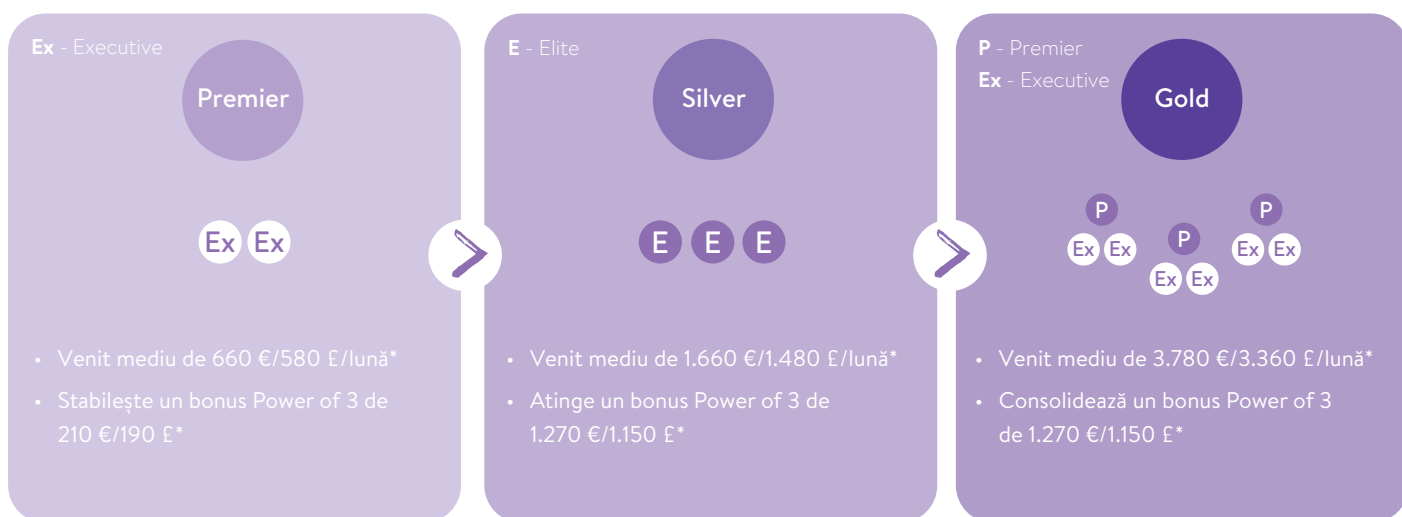 Ex - Executive
Premier
Ex Ex
• Venit mediu de 660 €/580 £/lună*
• Stabilește un bonus Power of 3 de
210 €/190 £*
E - Elite
Silver
E E E
• Venit mediu de 1.660 €/1.480 £/lună*
• Atinge un bonus Power of 3 de
1.270 €/1.150 £*
P - Premier
Ex - Executive
Gold
P
Ex Ex
P
Ex Ex
P
Ex Ex
• Venit mediu de 3.780 €/3.360 £/lună*
• Consolidează un bonus Power of 3
de 1.270 €/1.150 £*